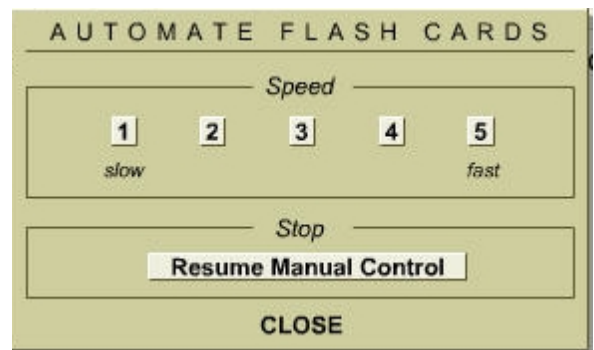 AUTOMATE FLASH CARDS
Speed
1 2 3 4 5
slow fast
Stop
Resume Manual Control
CLOSE